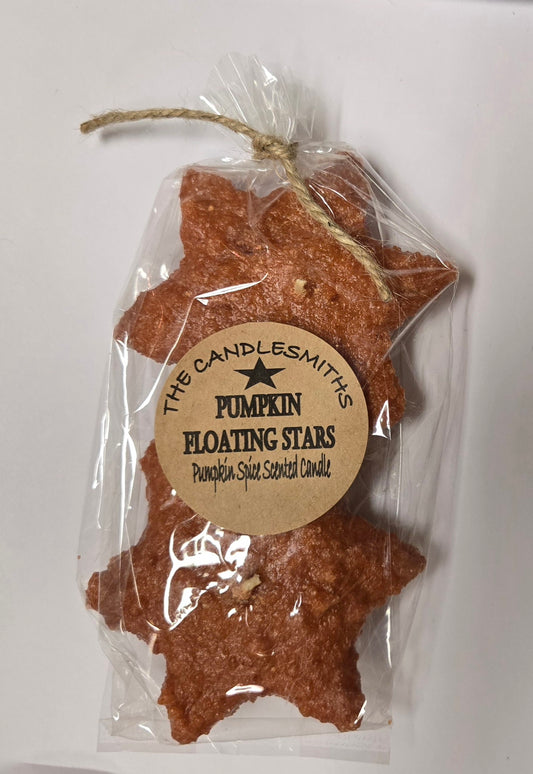 THE CANDLESMITHS
PUMPKIN
FLOATING STARS
Pumpkin Spice Scented Candle